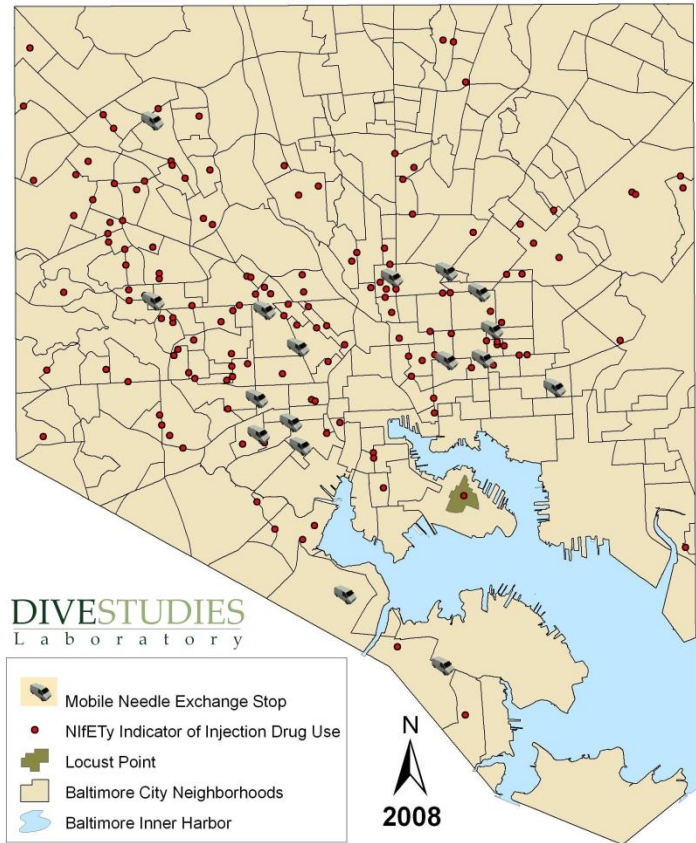 DIVESTUDIES
Laboratory
Mobile Needle Exchange Stop
NIfETy Indicator of Injection Drug Use
Locust Point
Baltimore City Neighborhoods
Baltimore Inner Harbor
N
2008